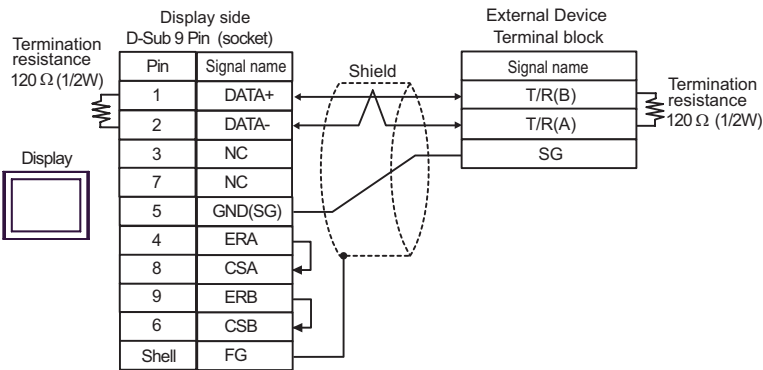 Display side
D-Sub 9 Pin (socket)
External Device
Terminal block
Termination
resistance
120 Ω (1/2W)
Pin Signal name
1 DATA+
2 DATA-
3 NC
7 NC
5 GND(SG)
4 ERA
8 CSA
9 ERB
6 CSB
Shell FG
Display
Shield
Signal name
T/R(B)
T/R(A)
SG
Termination
resistance
120 Ω (1/2W)